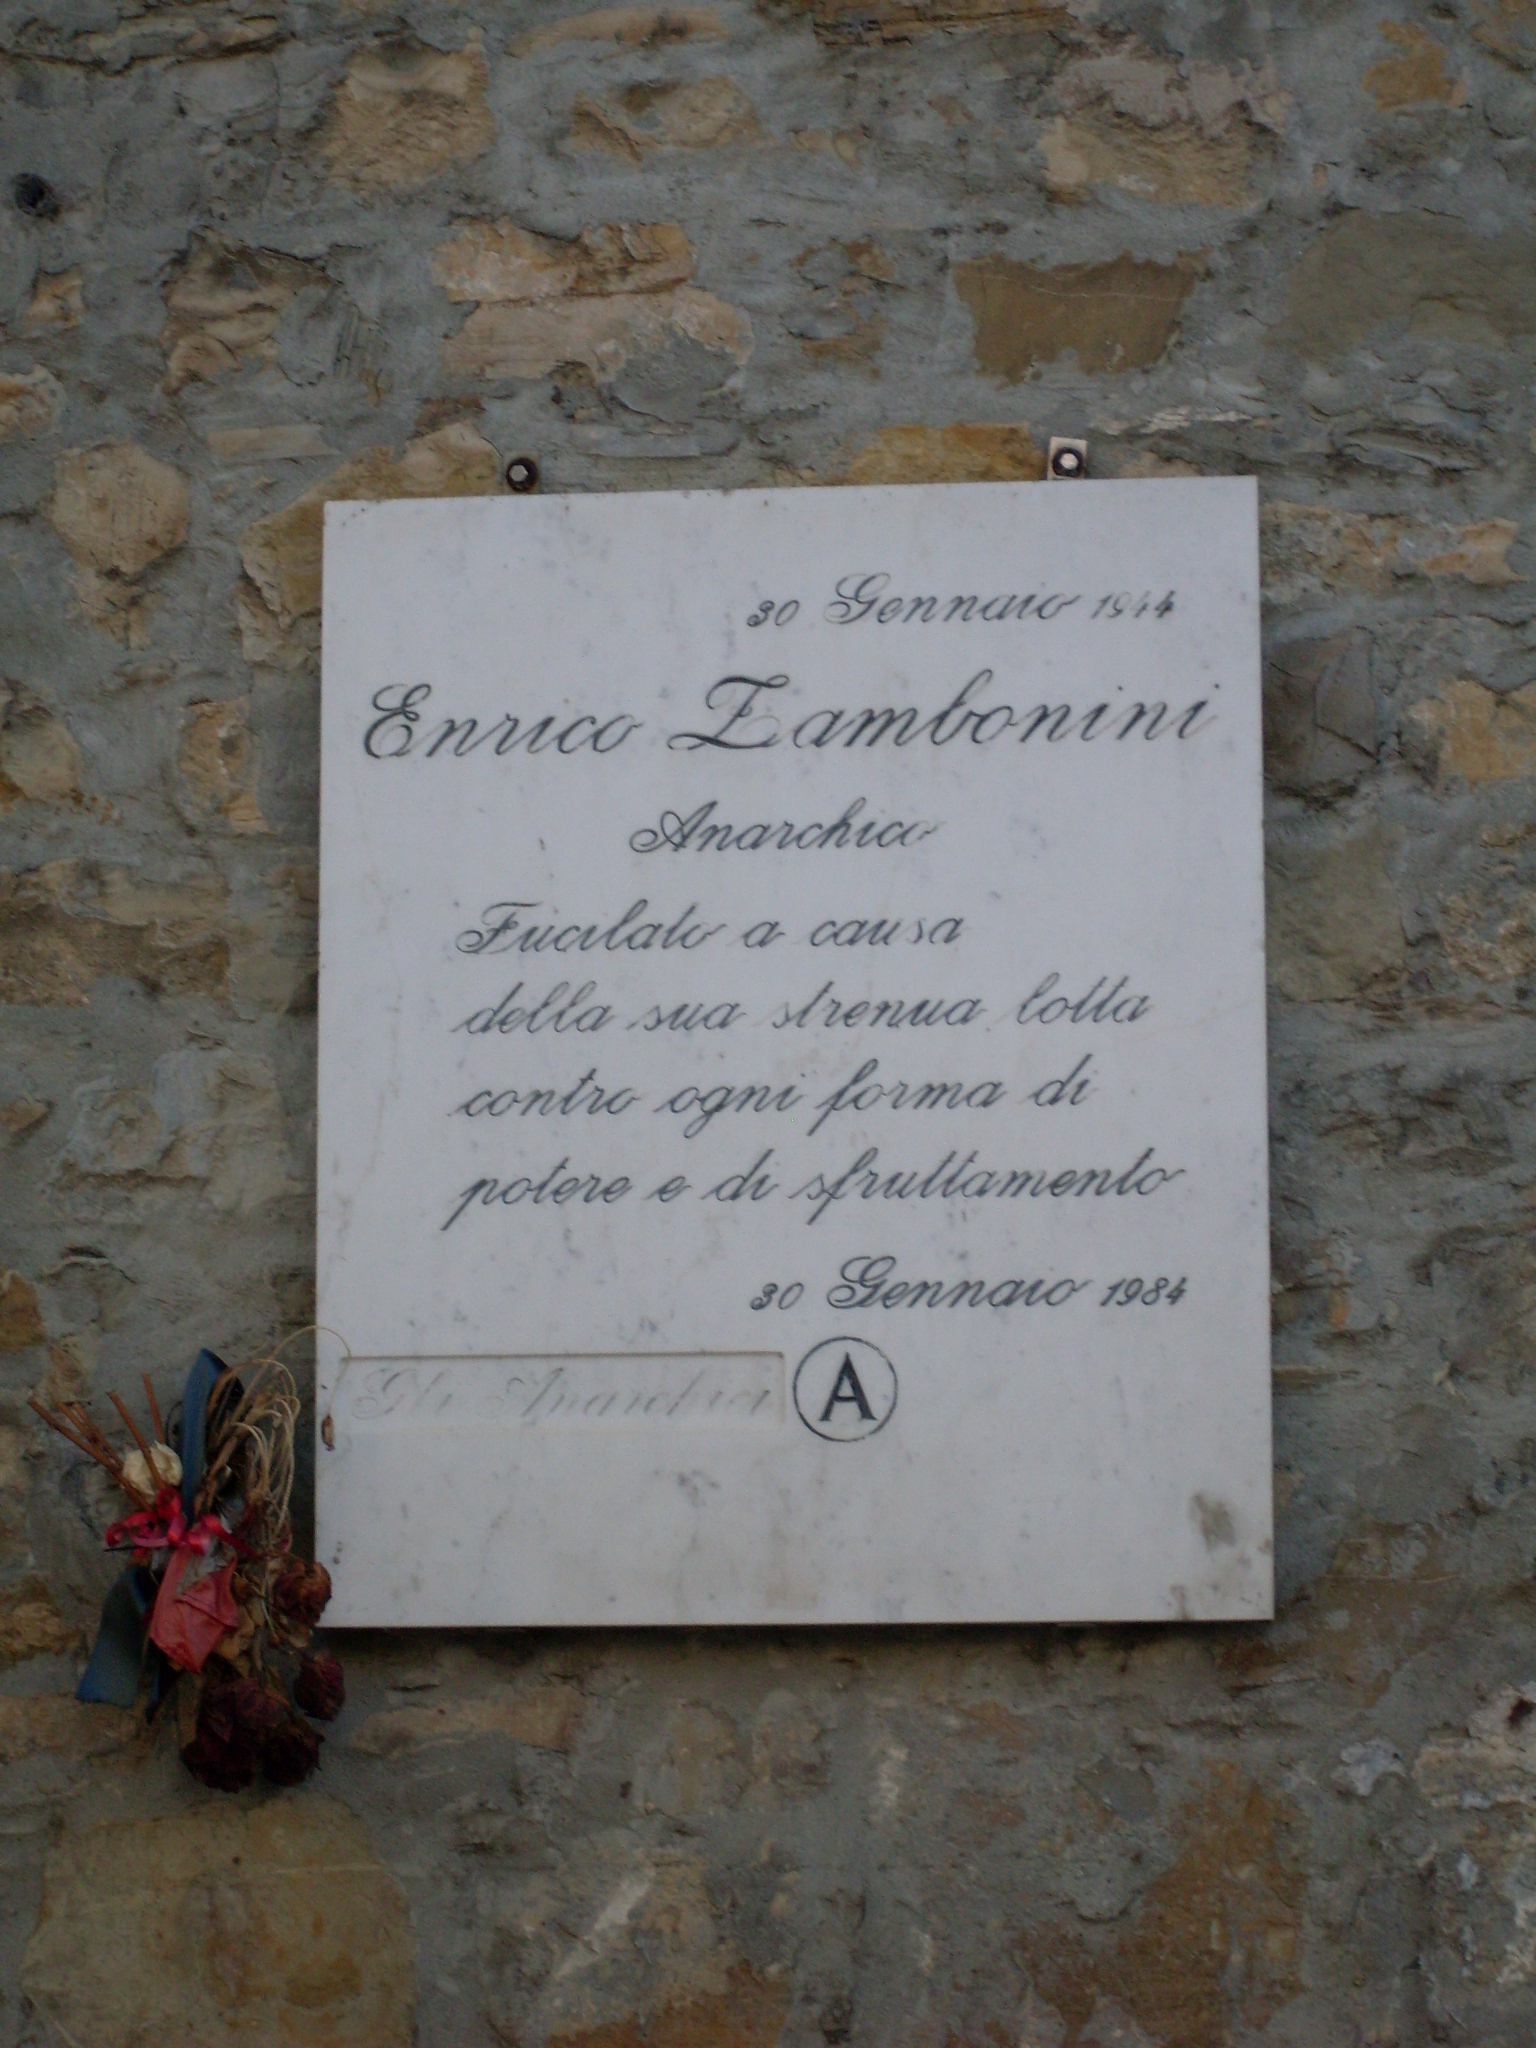 30 Gennaio 1944
Enrico Zambonini
Anarchico
Fucilato a causa
della sua strenua lotta
contro ogni forma di
potere e di sfruttamento
30 Gennaio 1984
Gli Anarchici A